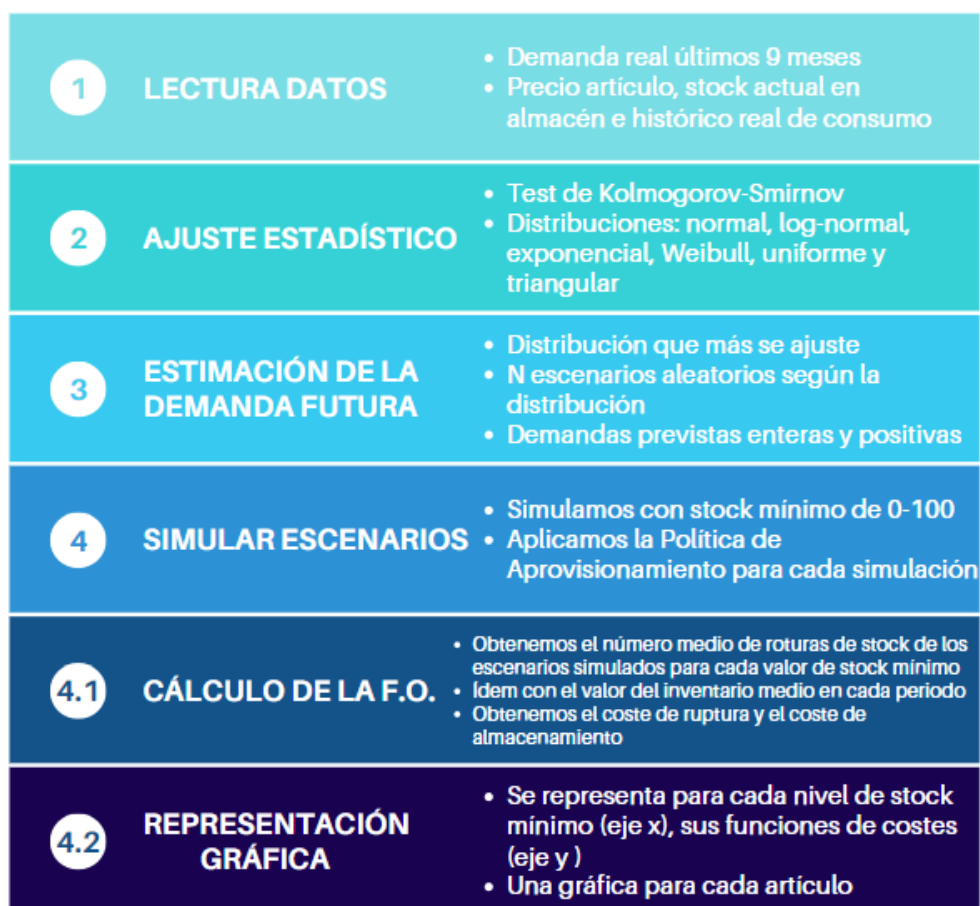 1
LECTURA DATOS
• Demanda real últimos 9 meses
• Precio artículo, stock actual en
almacén e histórico real de consumo
2
AJUSTE ESTADÍSTICO
• Test de Kolmogorov-Smirnov
• Distribuciones: normal, log-normal,
exponencial, Weibull, uniforme y
triangular
3
ESTIMACIÓN DE LA
DEMANDA FUTURA
• Distribución que más se ajuste
• N escenarios aleatorios según la
distribución
• Demandas previstas enteras y positivas
4
SIMULAR ESCENARIOS
• Simulamos con stock mínimo de 0-100
• Aplicamos la Política de
Aprovisionamiento para cada simulación
4.1
CÁLCULO DE LA F.O.
• Obtenemos el número medio de roturas de stock de los
escenarios simulados para cada valor de stock mínimo
• Ídem con el valor del inventario medio en cada periodo
• Obtenemos el coste de ruptura y el coste de
almacenamiento
4.2
REPRESENTACIÓN
GRÁFICA
• Se representa para cada nivel de stock
mínimo (eje x), sus funciones de costes
(eje y )
• Una gráfica para cada artículo